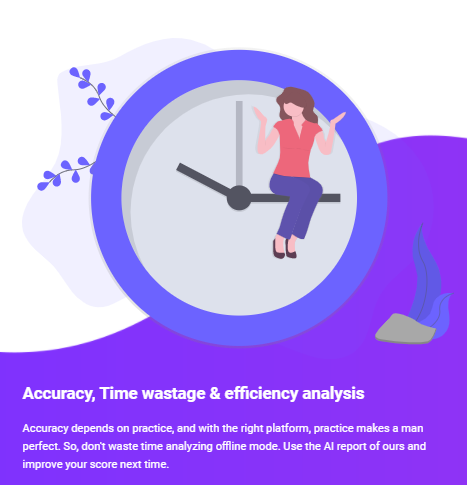 Accuracy, Time wastage & efficiency analysis
Accuracy depends on practice, and with the right platform, practice makes a man
perfect. So, don't waste time analyzing offline mode. Use the AI report of ours and
improve your score next time.